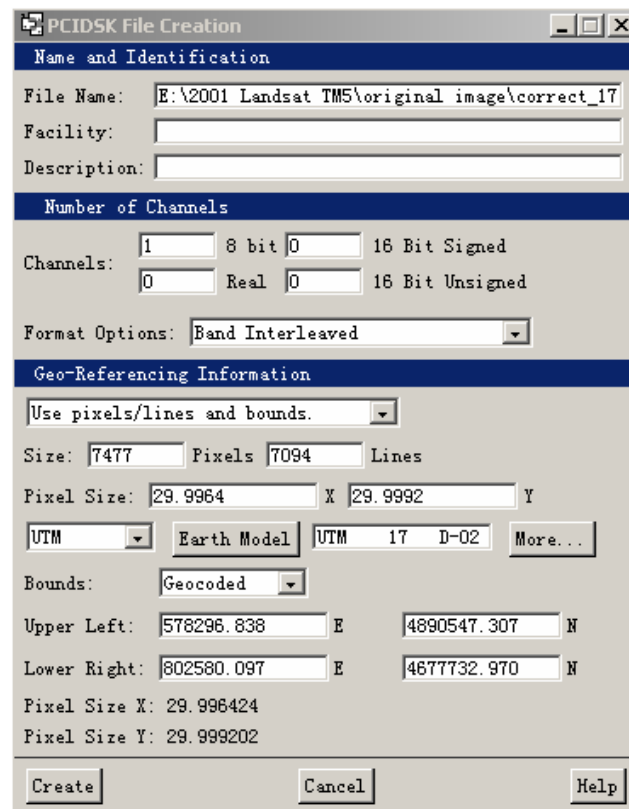 PCIDSK File Creation
Name and Identification
File Name: E:\2001 Landsat TM5\original image\correct_17
Facility:
Description:
Number of Channels
Channels: 1 8 bit 0 16 Bit Signed
0 Real 0 16 Bit Unsigned
Format Options: Band Interleaved
Geo-Referencing Information
Use pixels/lines and bounds.
Size: 7477 Pixels 7094 Lines
Pixel Size: 29.9964 X 29.9992 Y
UTM Earth Model UTM 17 D-02 More...
Bounds: Geocoded
Upper Left: 578296.838 E 4890547.307 N
Lower Right: 802580.097 E 4677732.970 N
Pixel Size X: 29.996424
Pixel Size Y: 29.999202
Create Cancel Help